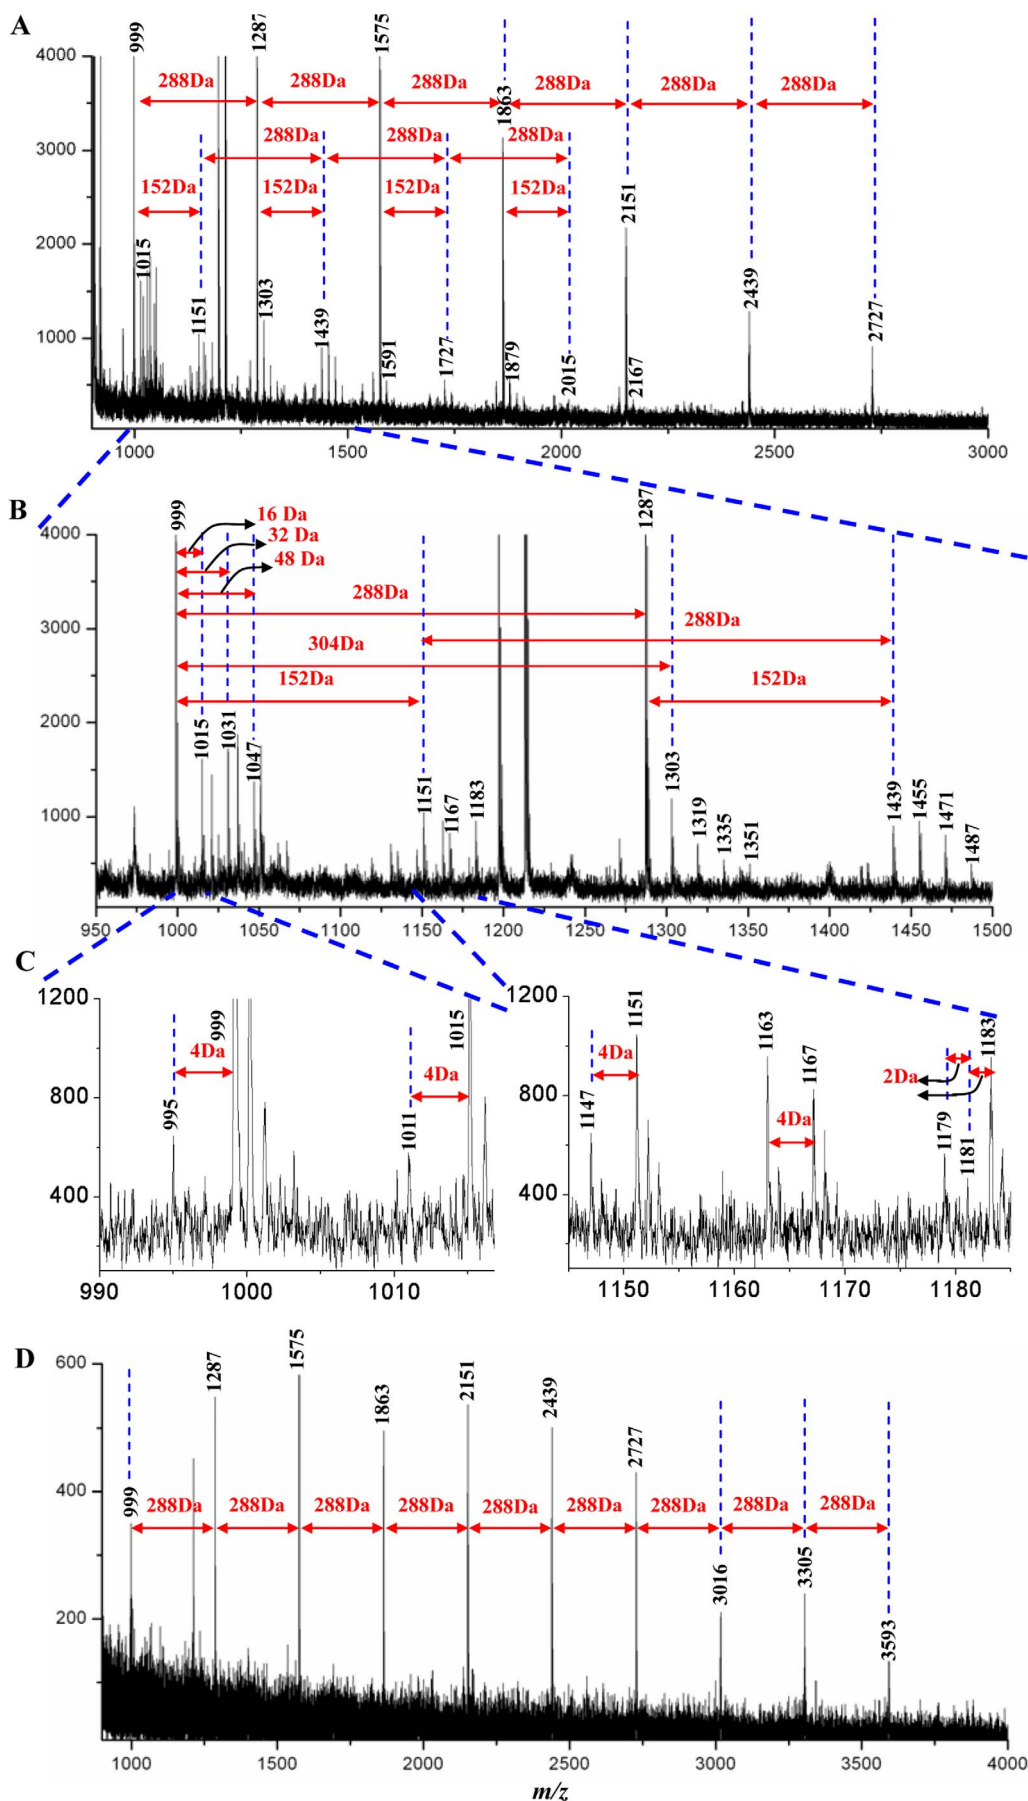 A
999
1287
1575
4000
288Da
288Da
288Da
288Da
288Da
288Da
1863
288Da
288Da
288Da
3000
152Da
152Da
152Da
152Da
2151
2000
1015
2439
1303
2727
1151
1439
1000
1591
1727
1879
2015
2167
1000
1500
2000
2500
3000
B
999
16 Da
32 Da
48 Da
1287
4000
288Da
288Da
304Da
3000
152Da
152Da
2000
1015
1031
1047
1303
1151
1167
1183
1439
1455
1471
1487
1000
1319
1335
1351
950
1000
1050
1100
1150
1200
1250
1300
1350
1400
1450
1500
C
1200
999
1015
4Da
4Da
800
995
1011
400
990
1000
1010
1200
1151
1163
1167
1183
4Da
2Da
800
1147
4Da
1179
1181
400
1150
1160
1170
1180
D
600
1287
1575
1863
2151
2439
2727
400
999
288Da
288Da
288Da
288Da
288Da
288Da
288Da
288Da
288Da
200
3016
3305
3593
1000
1500
2000
2500
3000
3500
4000
m/z